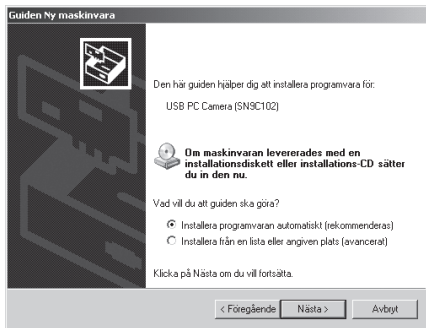 Guiden Ny maskinvara
Den här guiden hjälper dig att installera programvara för:
USB PC Camera (SN9C102)
Om maskinvaran levererades med en
installationsdiskett eller installations-CD sätter
du in den nu.
Vad vill du att guiden ska göra?
Installera programvaran automatiskt (rekommenderas)
Installera från en lista eller angiven plats (avancerat)
Klicka på Nästa om du vill fortsätta.
< Föregående Nästa > Avbryt